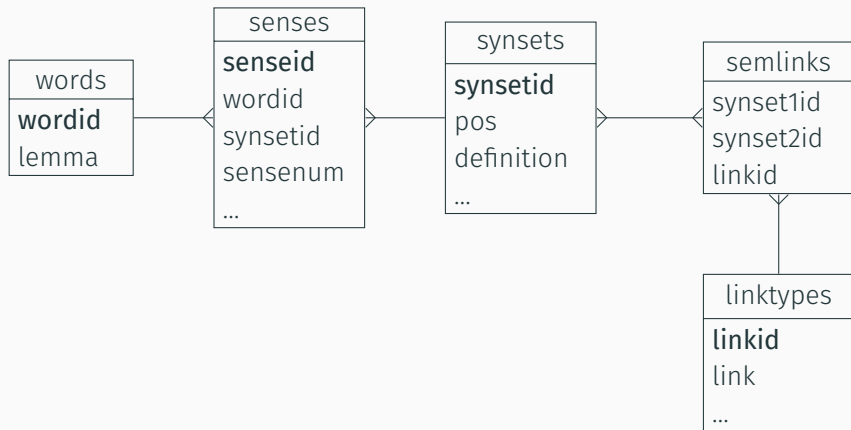 words
wordid
lemma
senses
senseid
wordid
synsetid
sensenum
...
synsets
synsetid
pos
definition
...
semlinks
synset1id
synset2id
linkid
linktypes
linkid
link
...